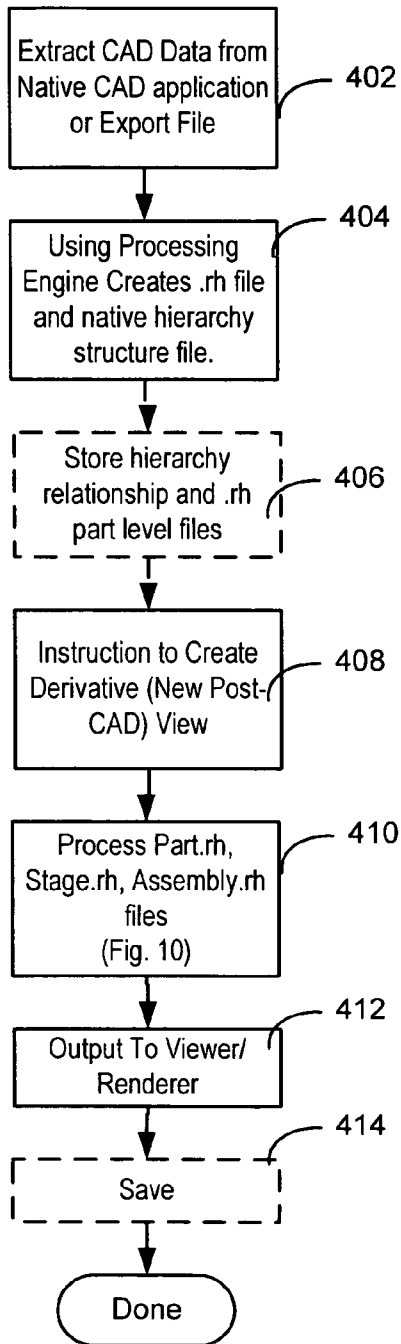 Extract CAD Data from
Native CAD application
or Export File
402
Using Processing
Engine Creates .rh file
and native hierarchy
structure file.
404
Store hierarchy
relationship and .rh
part level files
406
Instruction to Create
Derivative (New Post-
CAD) View
408
Process Part.rh,
Stage.rh, Assembly.rh
files
(Fig. 10)
410
Output To Viewer/
Renderer
412
Save
414
Done